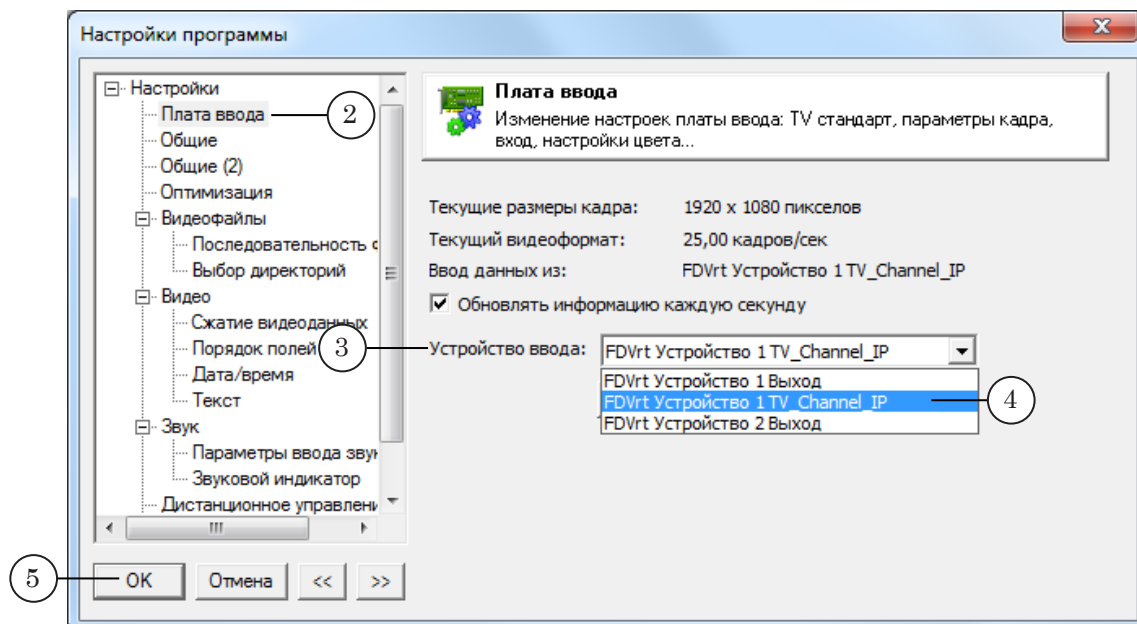 Настройки программы
Настройки
Плата ввода
2
Общие
Общие (2)
Оптимизация
Видеофайлы
Последовательность
Выбор директорий
Видео
Сжатие видеоданных
Порядок полей
3
Дата/время
Текст
Звук
Параметры ввода
Звуковой индикатор
Дистанционное
Плата ввода
Изменение настроек платы ввода: TV стандарт, параметры кадра,
вход, настройки цвета...
Текущие размеры кадра: 1920 x 1080 пикселов
Текущий видеоформат: 25,00 кадров/сек
Ввод данных из: FDVrt Устройство 1 TV_Channel_IP
Обновлять информацию каждую секунду
Устройство ввода: FDVrt Устройство 1 TV_Channel_IP
FDVrt Устройство 1 Выход
FDVrt Устройство 1 TV_Channel_IP
4
FDVrt Устройство 2 Выход
5
OK Отмена << >>